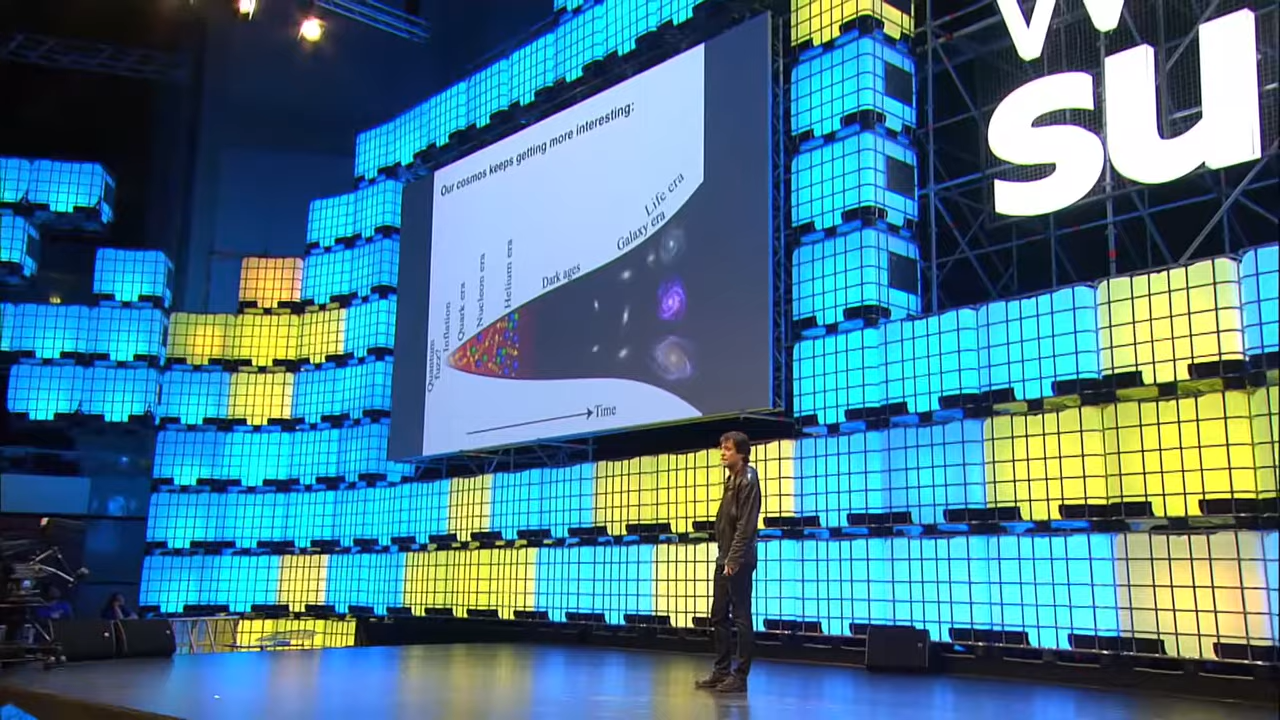 Our cosmos keeps getting more interesting:
Quantum
fuzz?
Inflation
Quark era
Nucleon era
Helium era
Dark ages
Galaxy era
Life era
Time
W
su